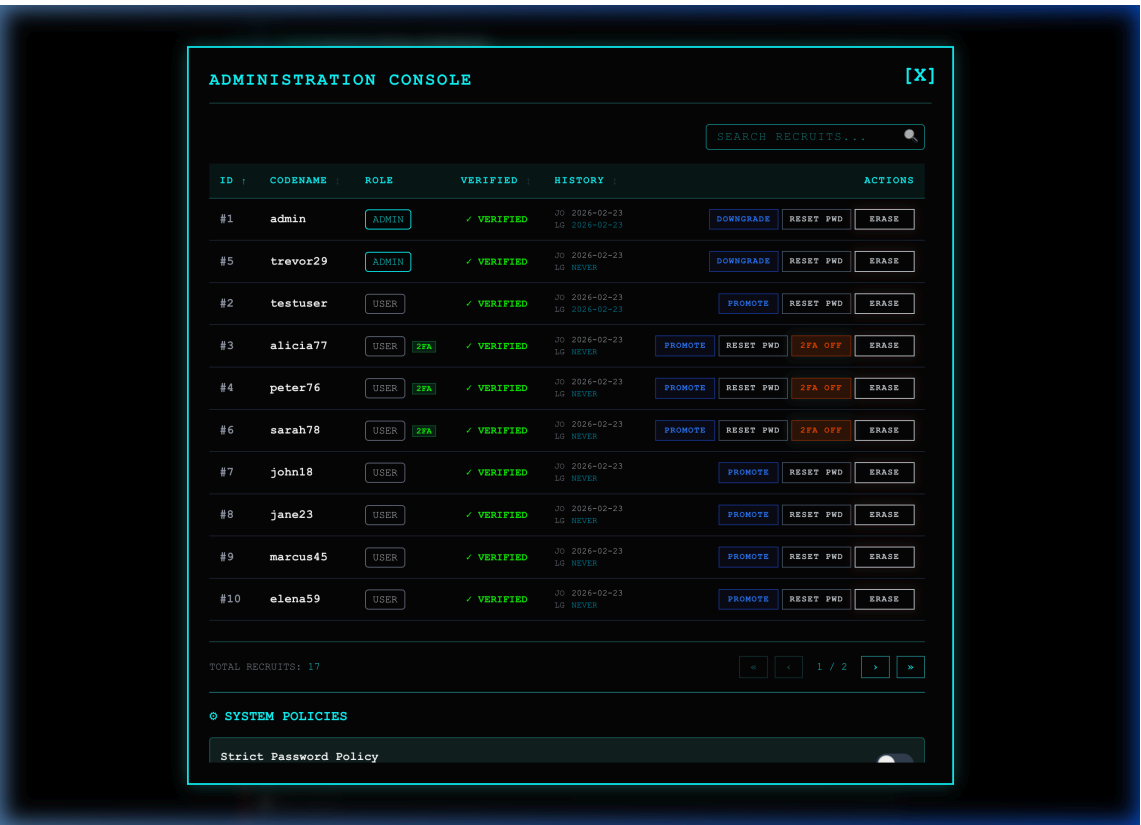 ADMINISTRATION CONSOLE [X]
SEARCH RECRUITS...
ID ↑ CODENAME ROLE VERIFIED HISTORY ACTIONS
#1 admin ADMIN ✓ VERIFIED JO 2026-02-23 DOWNGRADE RESET PWD ERASE
LG 2026-02-23
#5 trevor29 ADMIN ✓ VERIFIED JO 2026-02-23 DOWNGRADE RESET PWD ERASE
LG NEVER
#2 testuser USER ✓ VERIFIED JO 2026-02-23 PROMOTE RESET PWD ERASE
LG 2026-02-23
#3 alicia77 USER 2FA ✓ VERIFIED JO 2026-02-23 PROMOTE RESET PWD 2FA OFF ERASE
LG NEVER
#4 peter76 USER 2FA ✓ VERIFIED JO 2026-02-23 PROMOTE RESET PWD 2FA OFF ERASE
LG NEVER
#6 sarah78 USER 2FA ✓ VERIFIED JO 2026-02-23 PROMOTE RESET PWD 2FA OFF ERASE
LG NEVER
#7 john18 USER ✓ VERIFIED JO 2026-02-23 PROMOTE RESET PWD ERASE
LG NEVER
#8 jane23 USER ✓ VERIFIED JO 2026-02-23 PROMOTE RESET PWD ERASE
LG NEVER
#9 marcus45 USER ✓ VERIFIED JO 2026-02-23 PROMOTE RESET PWD ERASE
LG NEVER
#10 elena59 USER ✓ VERIFIED JO 2026-02-23 PROMOTE RESET PWD ERASE
LG NEVER
TOTAL RECRUITS: 17 « ‹ 1 / 2 › »
⚙ SYSTEM POLICIES
Strict Password Policy